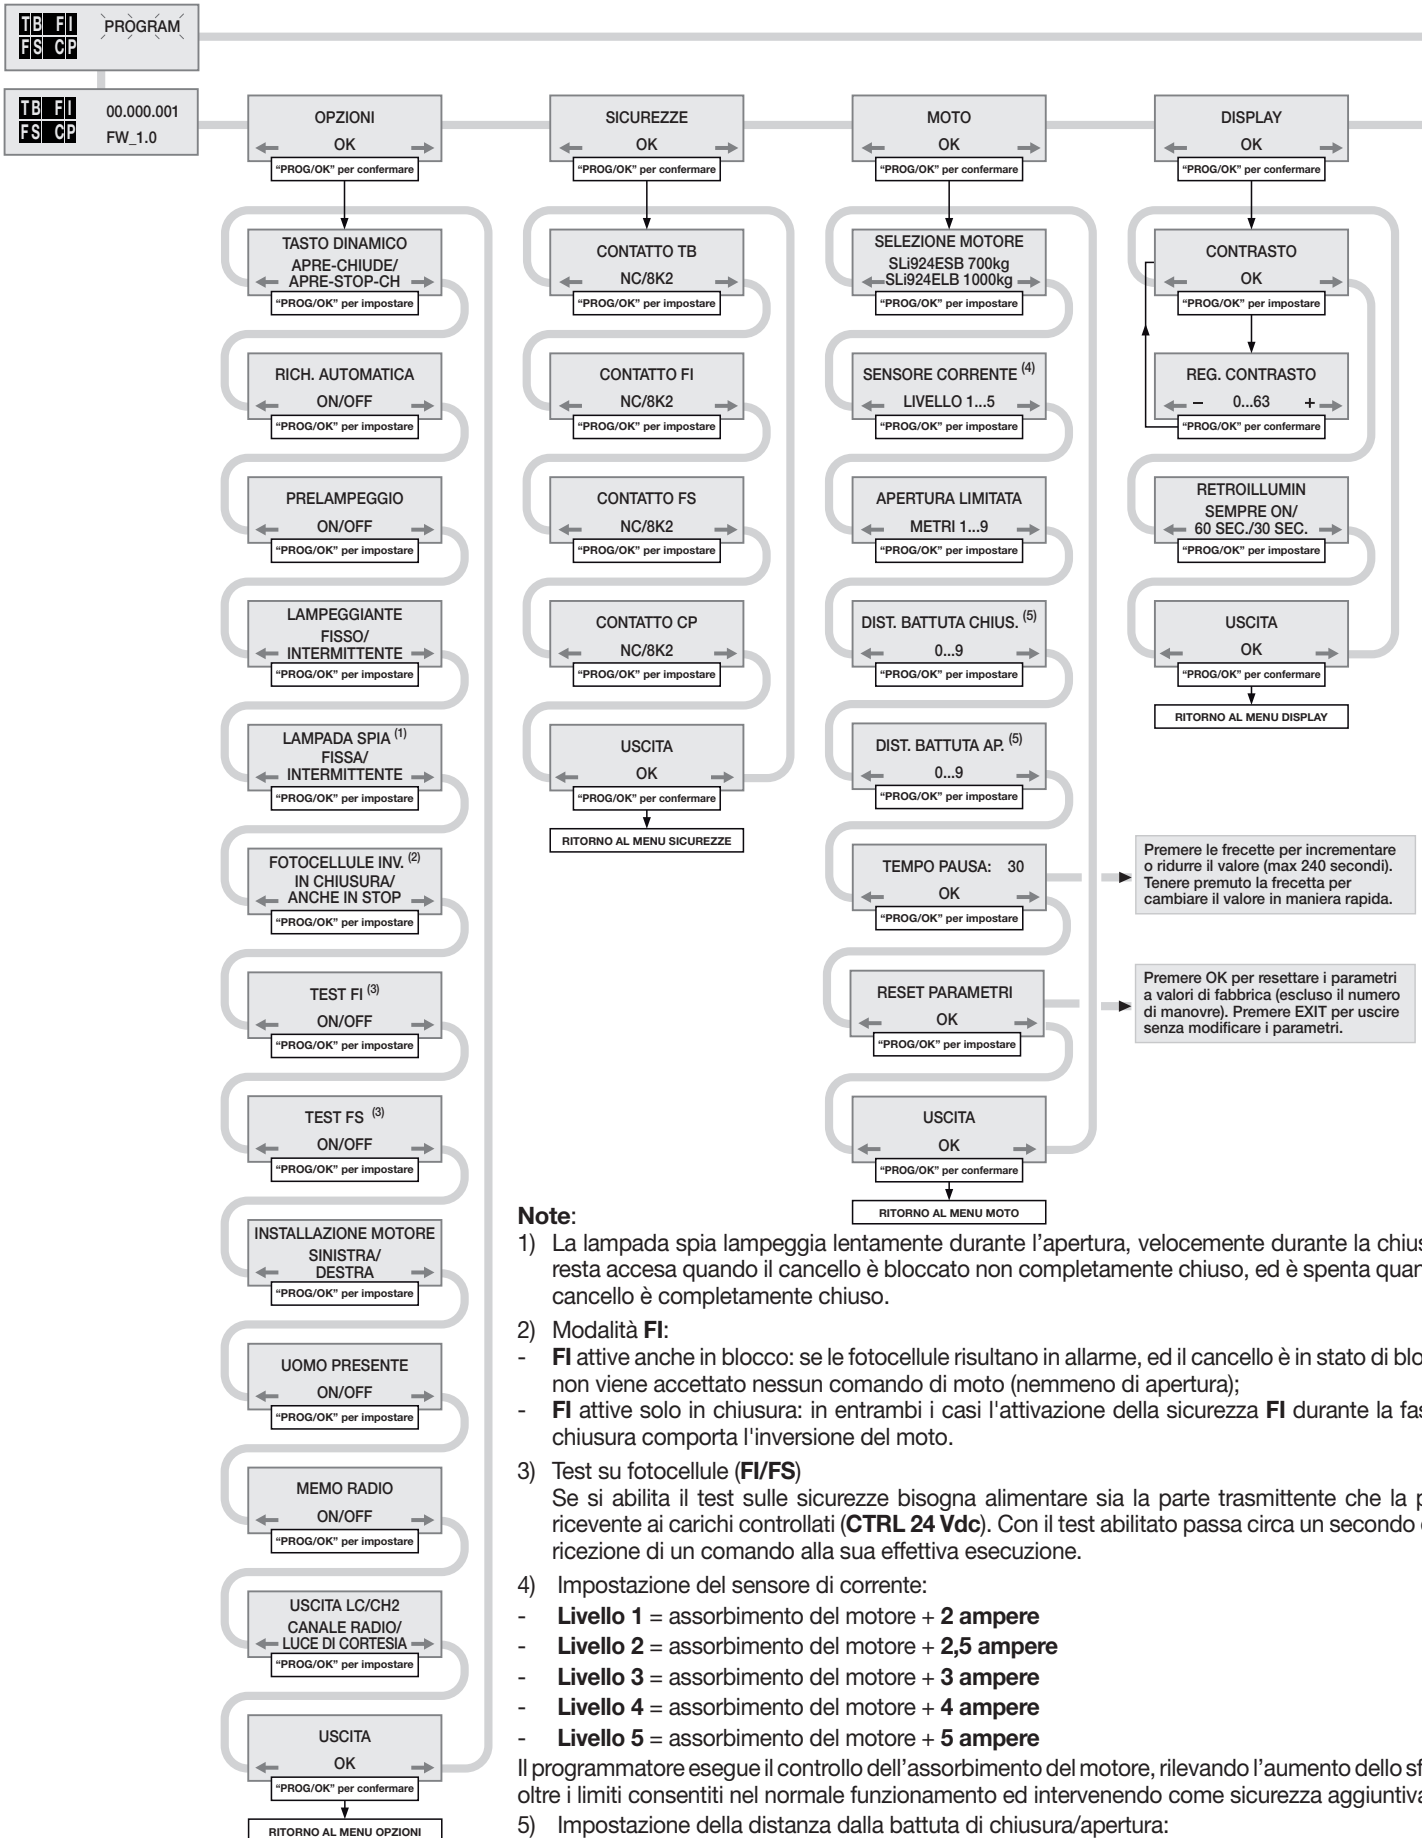 TB FI
FS CP
PROGRAM
TB FI
FS CP
00.000.001
FW_1.0
OPZIONI
OK
“PROG/OK” per confermare
TASTO DINAMICO
APRE-CHIUDE/
APRE-STOP-CH
“PROG/OK” per impostare
RICH. AUTOMATICA
ON/OFF
“PROG/OK” per impostare
PRELAMPEGGIO
ON/OFF
“PROG/OK” per impostare
LAMPEGGIANTE
FISSO/
INTERMITTENTE
“PROG/OK” per impostare
LAMPADA SPIA (1)
FISSA/
INTERMITTENTE
“PROG/OK” per impostare
FOTOCELLULE INV. (2)
IN CHIUSURA/
ANCHE IN STOP
“PROG/OK” per impostare
TEST FI (3)
ON/OFF
“PROG/OK” per impostare
TEST FS (3)
ON/OFF
“PROG/OK” per impostare
INSTALLAZIONE MOTORE
SINISTRA/
DESTRA
“PROG/OK” per impostare
UOMO PRESENTE
ON/OFF
“PROG/OK” per impostare
MEMO RADIO
ON/OFF
“PROG/OK” per impostare
USCITA LC/CH2
CANALE RADIO/
LUCE DI CORTESIA
“PROG/OK” per impostare
USCITA
OK
“PROG/OK” per confermare
RITORNO AL MENU OPZIONI
SICUREZZE
OK
“PROG/OK” per confermare
CONTATTO TB
NC/8K2
“PROG/OK” per impostare
CONTATTO FI
NC/8K2
“PROG/OK” per impostare
CONTATTO FS
NC/8K2
“PROG/OK” per impostare
CONTATTO CP
NC/8K2
“PROG/OK” per impostare
USCITA
OK
“PROG/OK” per confermare
RITORNO AL MENU SICUREZZE
MOTO
OK
“PROG/OK” per confermare
SELEZIONE MOTORE
SLi924ESB 700kg
SLi924ELB 1000kg
“PROG/OK” per impostare
SENSORE CORRENTE (4)
LIVELLO 1...5
“PROG/OK” per impostare
APERTURA LIMITATA
METRI 1...9
“PROG/OK” per impostare
DIST. BATTUTA CHIUS. (5)
0...9
“PROG/OK” per impostare
DIST. BATTUTA AP. (5)
0...9
“PROG/OK” per impostare
TEMPO PAUSA: 30
OK
“PROG/OK” per impostare
RESET PARAMETRI
OK
“PROG/OK” per impostare
USCITA
OK
“PROG/OK” per confermare
RITORNO AL MENU MOTO
DISPLAY
OK
“PROG/OK” per confermare
CONTRASTO
OK
“PROG/OK” per impostare
REG. CONTRASTO
– 0...63 +
“PROG/OK” per confermare
RETROILLUMIN
SEMPRE ON/
60 SEC./30 SEC.
“PROG/OK” per impostare
USCITA
OK
“PROG/OK” per confermare
RITORNO AL MENU DISPLAY
Premere le frecette per incrementare
o ridurre il valore (max 240 secondi).
Tenere premuto la frecetta per
cambiare il valore in maniera rapida.
Premere OK per resettare i parametri
a valori di fabbrica (escluso il numero
di manovre). Premere EXIT per uscire
senza modificare i parametri.
Note:
1) La lampada spia lampeggia lentamente durante l’apertura, velocemente durante la chius
resta accesa quando il cancello è bloccato non completamente chiuso, ed è spenta quan
cancello è completamente chiuso.
2) Modalità FI:
- FI attive anche in blocco: se le fotocellule risultano in allarme, ed il cancello è in stato di blo
non viene accettato nessun comando di moto (nemmeno di apertura);
- FI attive solo in chiusura: in entrambi i casi l'attivazione della sicurezza FI durante la fas
chiusura comporta l'inversione del moto.
3) Test su fotocellule (FI/FS)
Se si abilita il test sulle sicurezze bisogna alimentare sia la parte trasmittente che la p
ricevente ai carichi controllati (CTRL 24 Vdc). Con il test abilitato passa circa un secondo
ricezione di un comando alla sua effettiva esecuzione.
4) Impostazione del sensore di corrente:
- Livello 1 = assorbimento del motore + 2 ampere
- Livello 2 = assorbimento del motore + 2,5 ampere
- Livello 3 = assorbimento del motore + 3 ampere
- Livello 4 = assorbimento del motore + 4 ampere
- Livello 5 = assorbimento del motore + 5 ampere
Il programmatore esegue il controllo dell’assorbimento del motore, rilevando l’aumento dello sf
oltre i limiti consentiti nel normale funzionamento ed intervenendo come sicurezza aggiuntiva
5) Impostazione della distanza dalla battuta di chiusura/apertura: